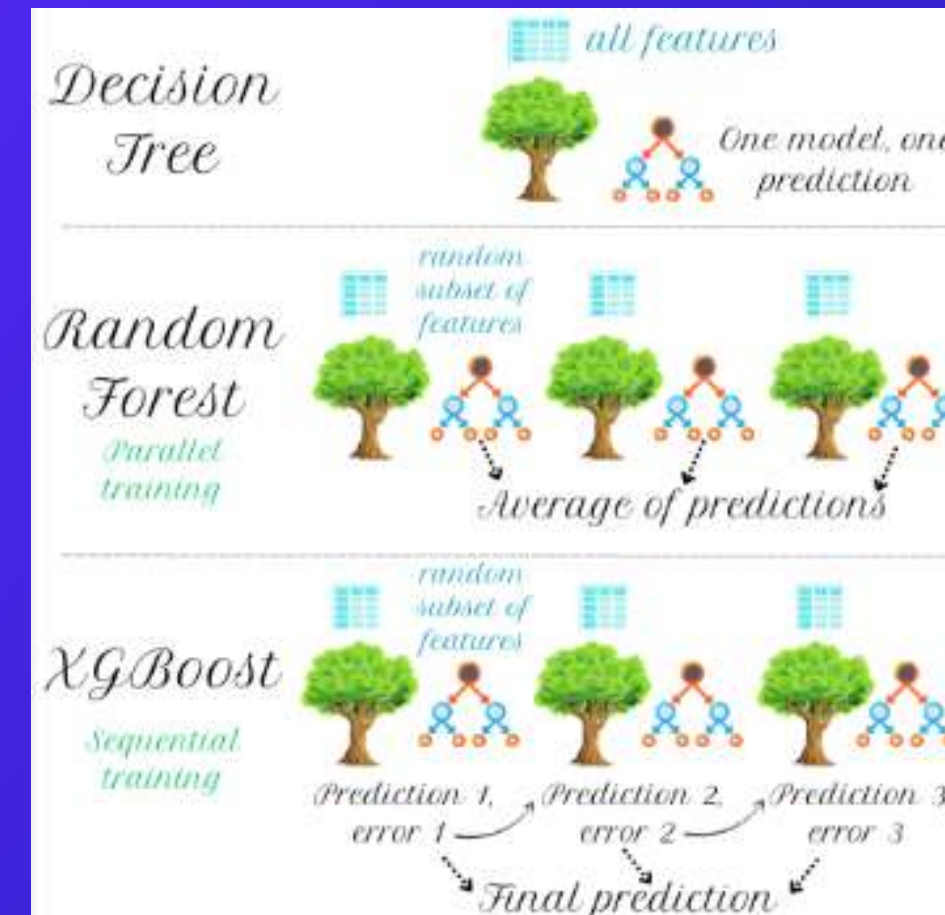 all features
Decision
Tree
One model, one
prediction
random
subset of
features
Random
Forest
Parallel
training
Average of predictions
random
subset of
features
XGBoost
Sequential
training
Prediction 1,
error 1
Prediction 2,
error 2
Prediction 3
error 3
Final prediction